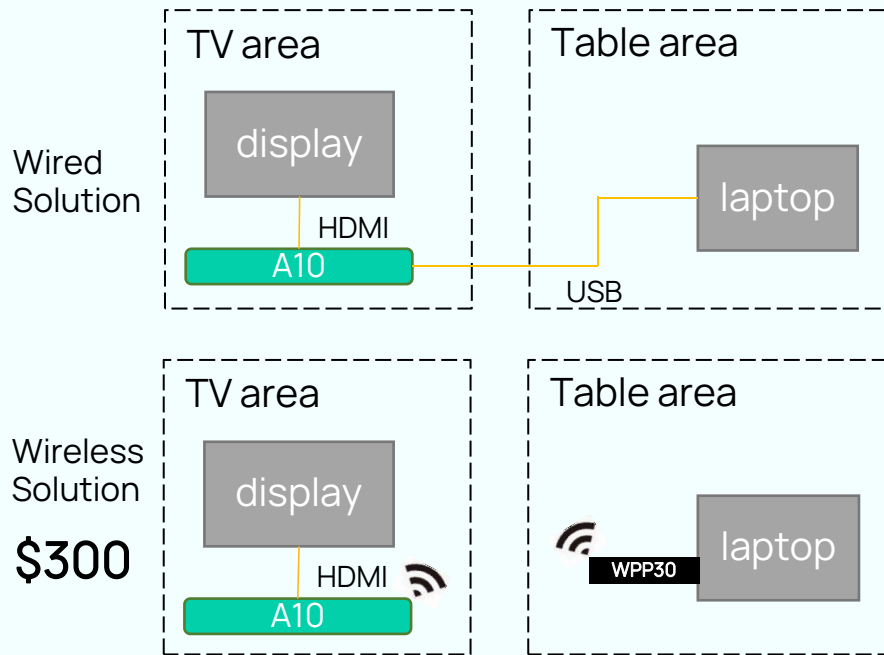 TV area
Table area
Wired
Solution
display
laptop
HDMI
A10
USB
TV area
Table area
Wireless
Solution
$300
display
laptop
HDMI
WPP30
A10